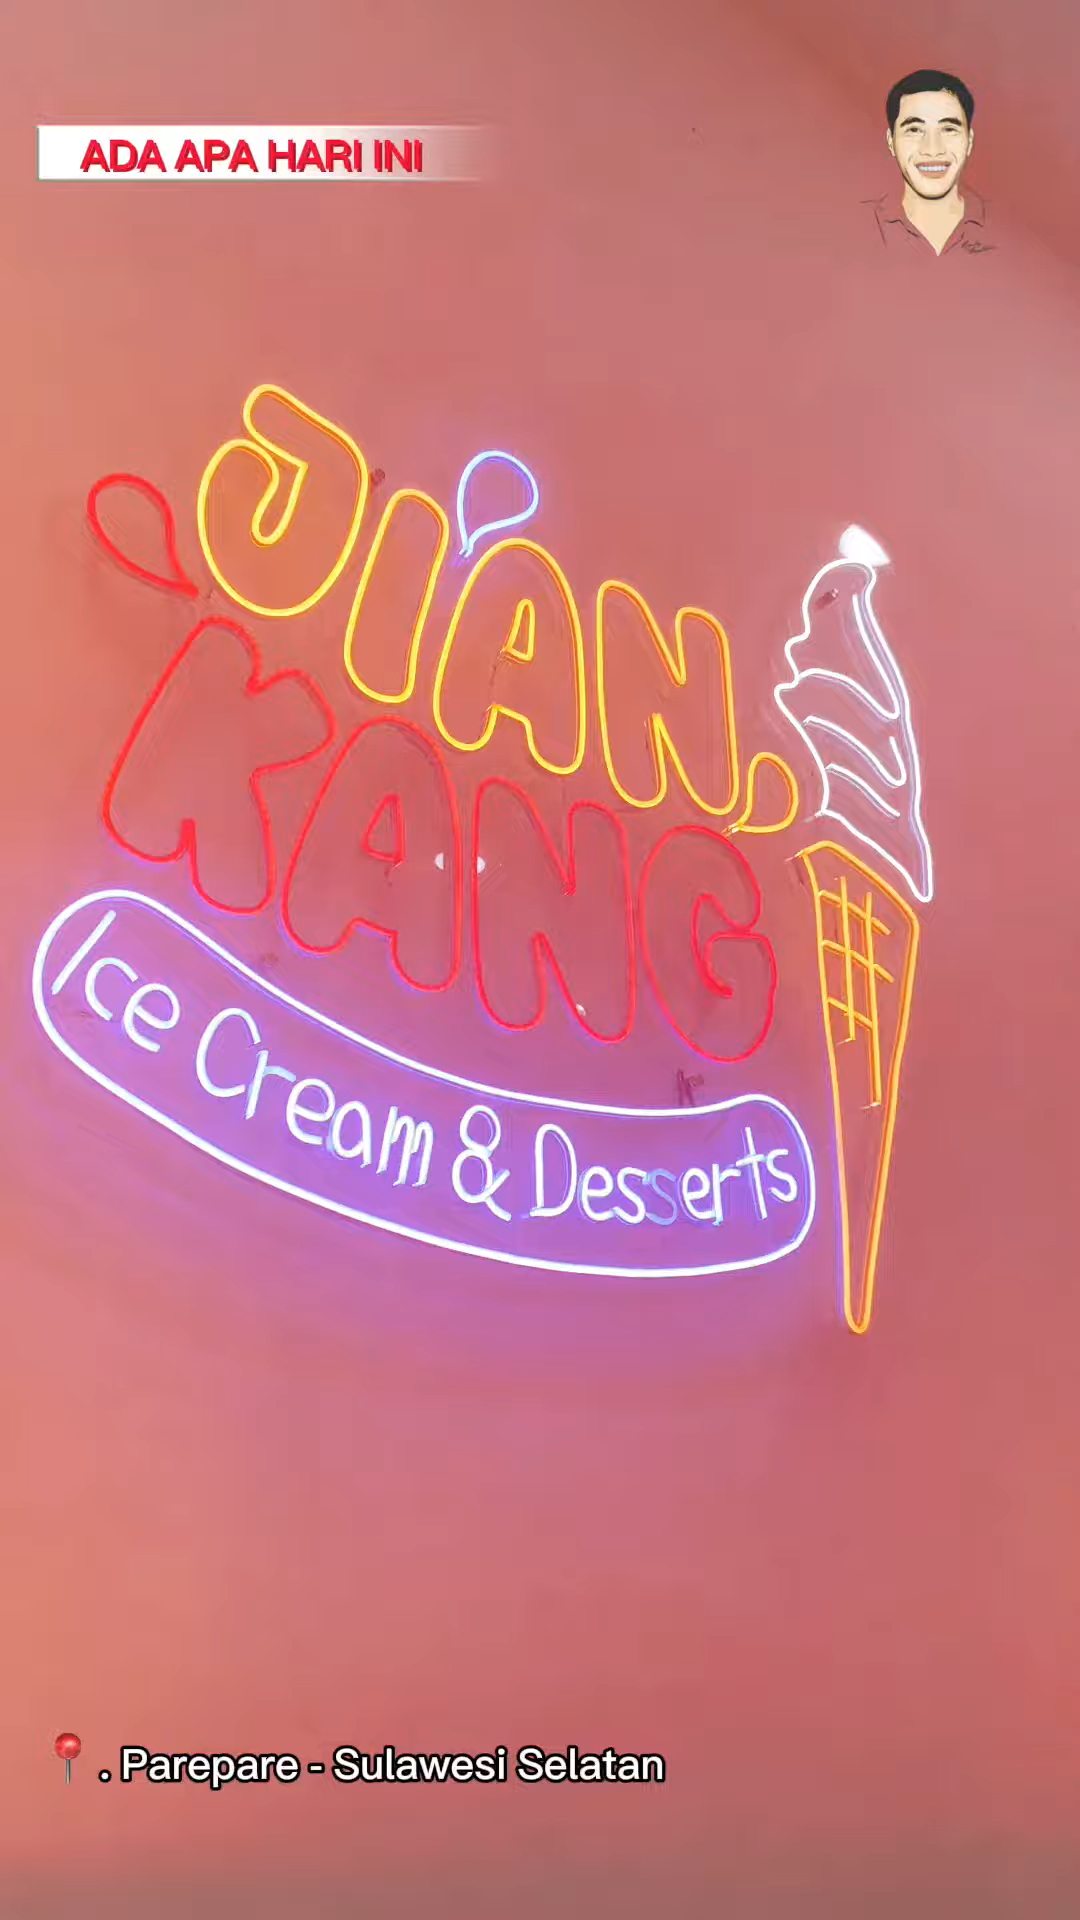 ADA APA HARI INI
JIAN
KANG
Ice Cream & Desserts
. Parepare - Sulawesi Selatan